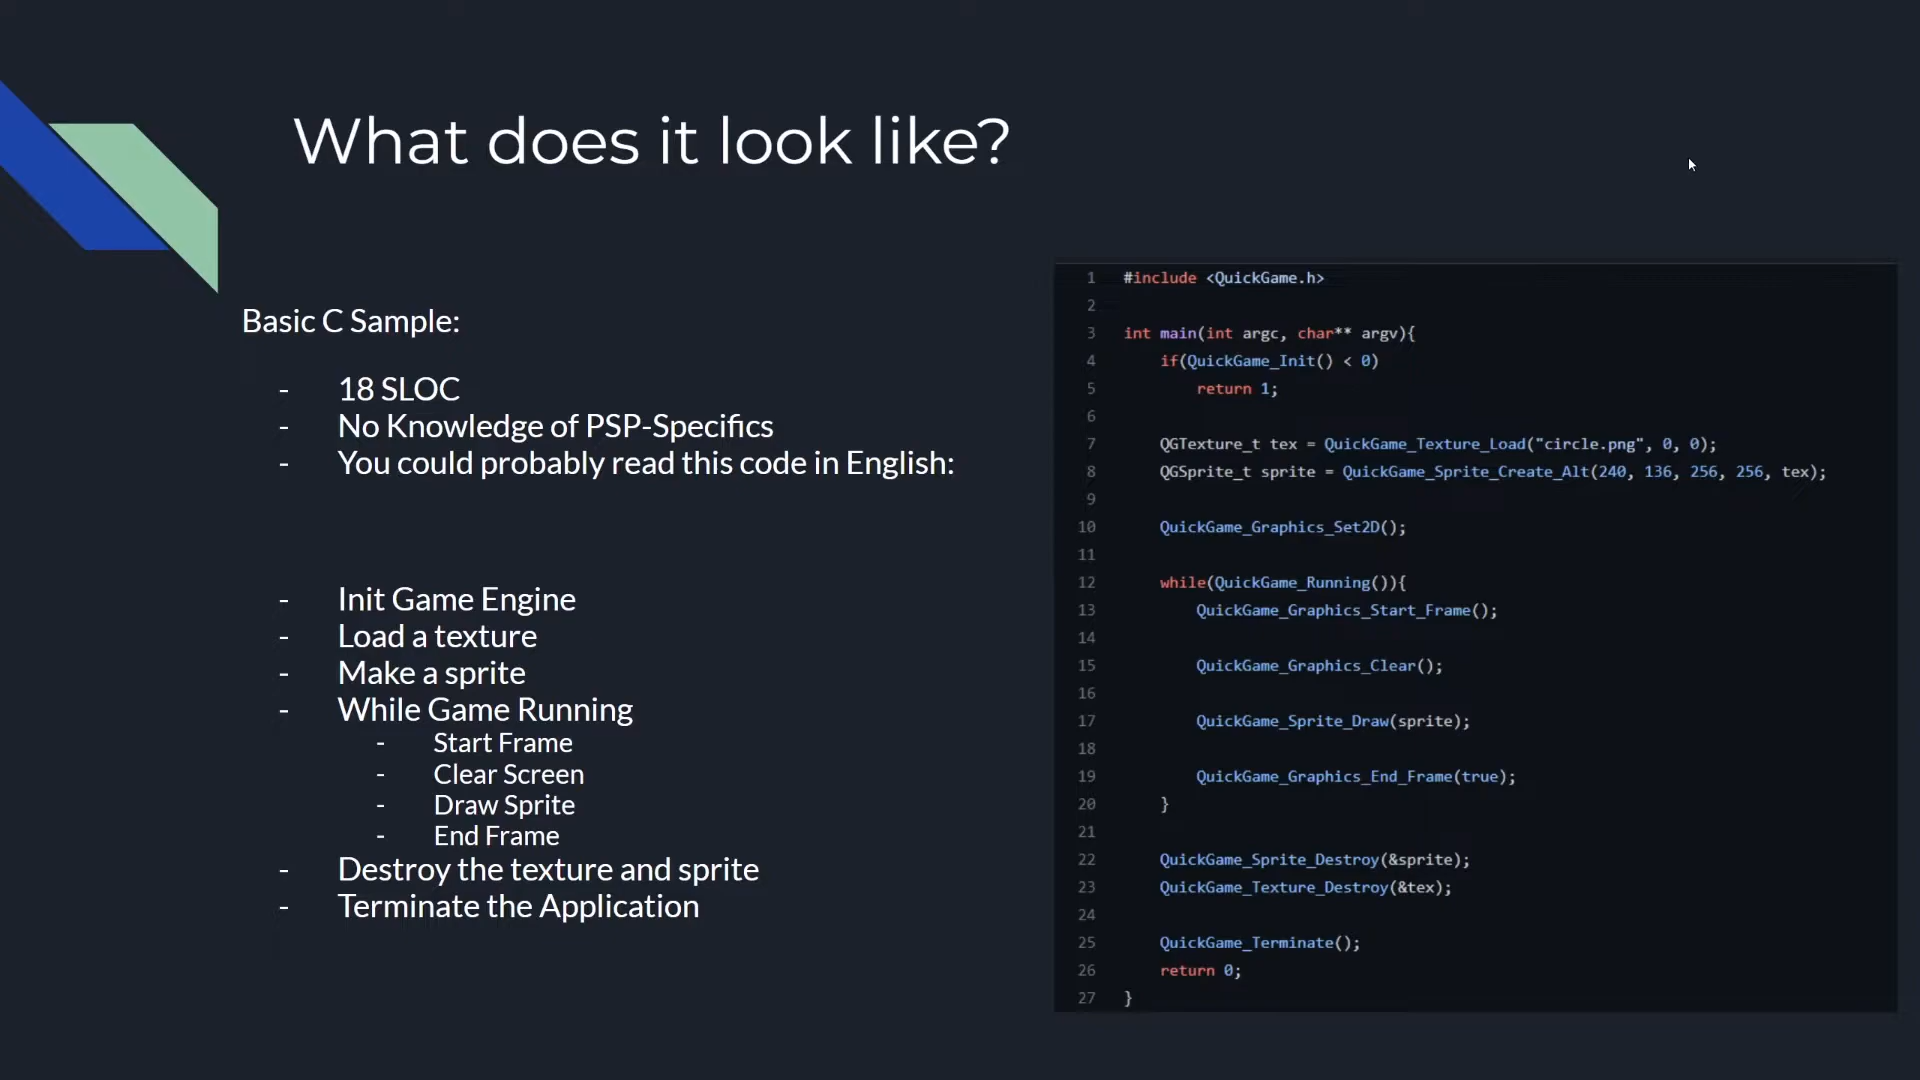 What does it look like?
Basic C Sample:
- 18 SLOC
- No Knowledge of PSP-Specifics
- You could probably read this code in English:
- Init Game Engine
- Load a texture
- Make a sprite
- While Game Running
- Start Frame
- Clear Screen
- Draw Sprite
- End Frame
- Destroy the texture and sprite
- Terminate the Application
1 #include <QuickGame.h>
2
3 int main(int argc, char** argv){
4     if(QuickGame_Init() < 0)
5         return 1;
6
7     QGTexture_t tex = QuickGame_Texture_Load("circle.png", 0, 0);
8     QGSprite_t sprite = QuickGame_Sprite_Create_Alt(240, 136, 256, 256, tex);
9
10     QuickGame_Graphics_Set2D();
11
12     while(QuickGame_Running()){
13         QuickGame_Graphics_Start_Frame();
14
15         QuickGame_Graphics_Clear();
16
17         QuickGame_Sprite_Draw(sprite);
18
19         QuickGame_Graphics_End_Frame(true);
20     }
21
22     QuickGame_Sprite_Destroy(&sprite);
23     QuickGame_Texture_Destroy(&tex);
24
25     QuickGame_Terminate();
26     return 0;
27 }